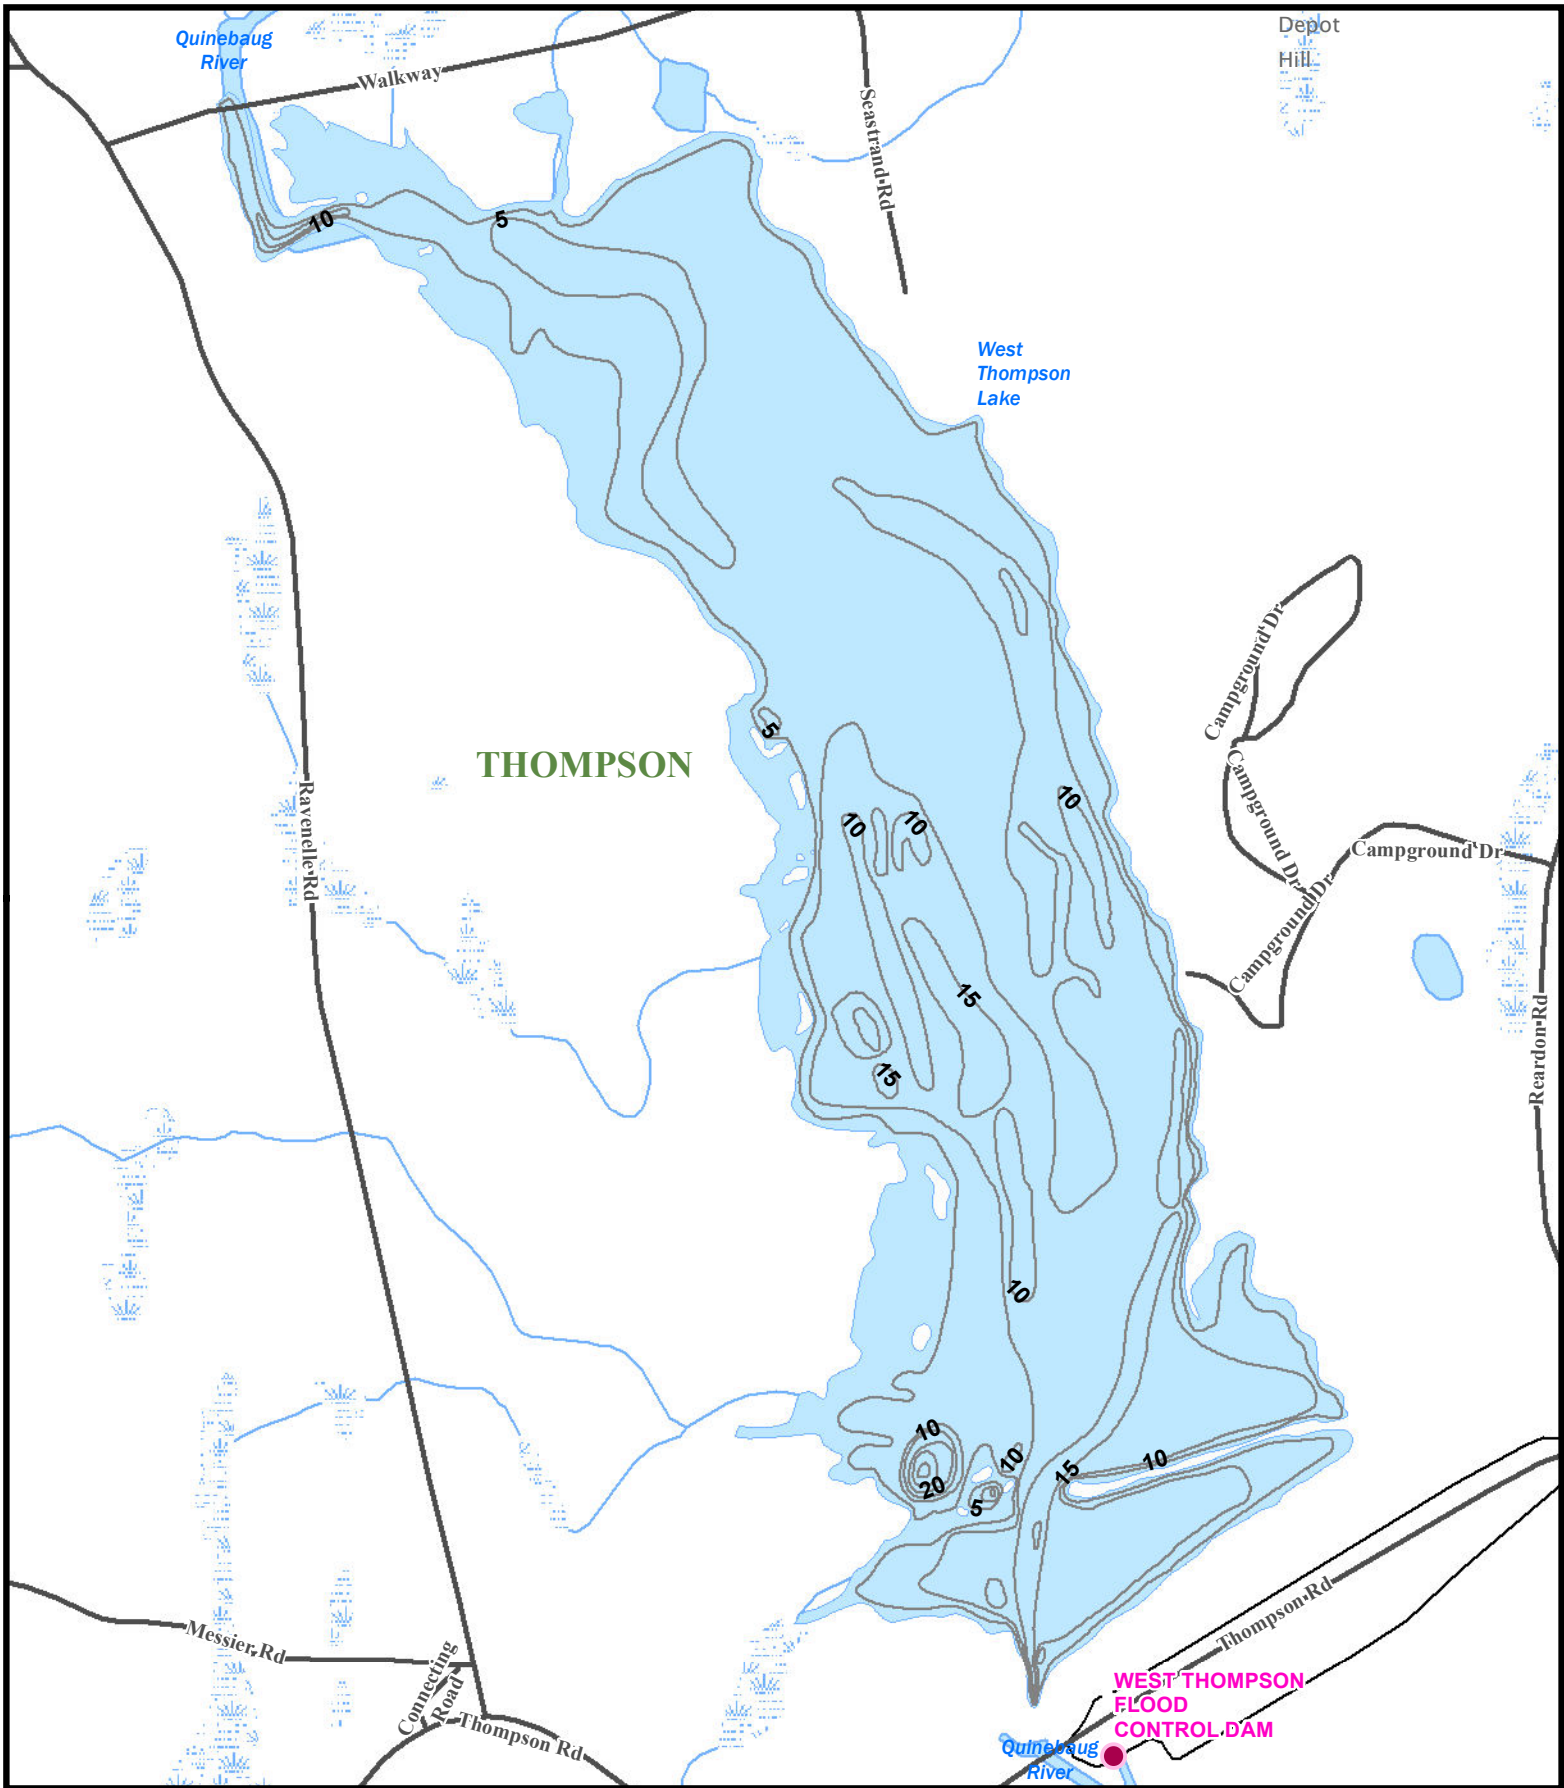 Quinebaug
River
Walkway
Seastrand Rd
Depot
Hill
10
5
West
Thompson
Lake
THOMPSON
5
Ravenelle Rd
Campground Dr
Campground Dr
Campground Dr
Campground Dr
10
10
10
15
15
Reardon Rd
10
10
20
5
10
15
10
Messier Rd
Connecting
Road
Thompson Rd
Thompson Rd
WEST THOMPSON
FLOOD
CONTROL DAM
Quinebaug
River